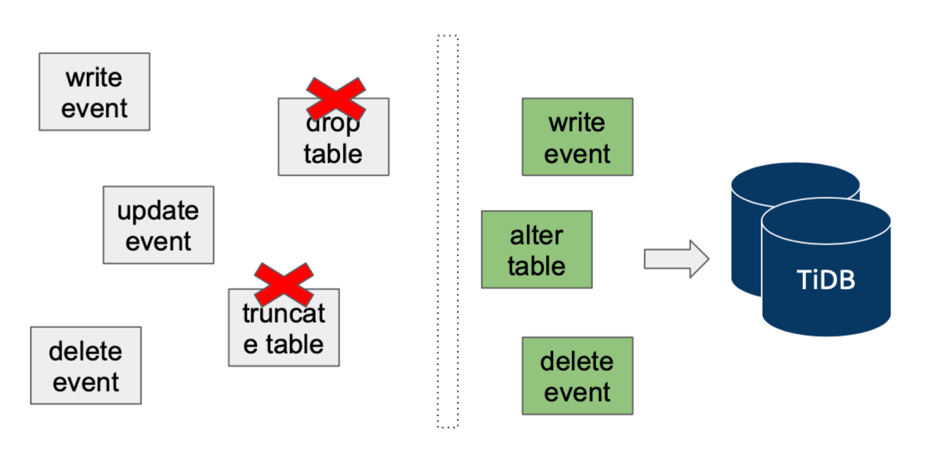 write
event
drop
table
update
event
truncat
e table
delete
event
write
event
alter
table
delete
event
TiDB